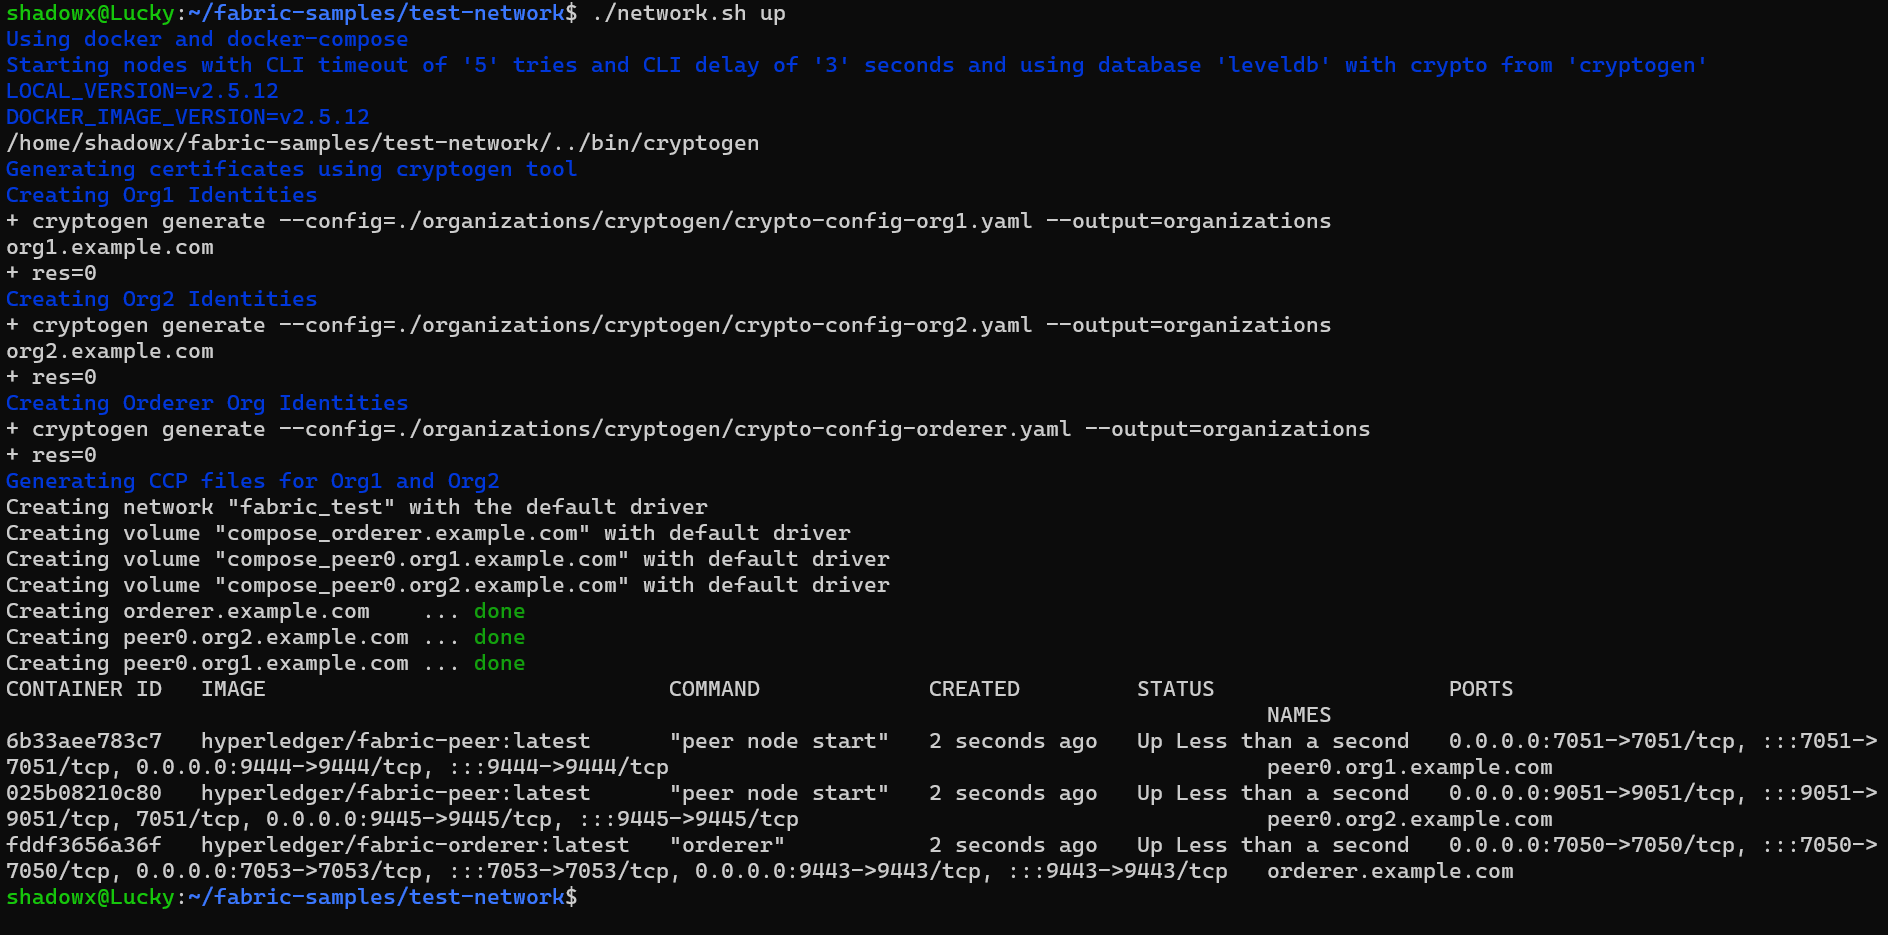 shadowx@Lucky:~/fabric-samples/test-network$ ./network.sh up
Using docker and docker-compose
Starting nodes with CLI timeout of '5' tries and CLI delay of '3' seconds and using database 'leveldb' with crypto from 'cryptogen'
LOCAL_VERSION=v2.5.12
DOCKER_IMAGE_VERSION=v2.5.12
/home/shadowx/fabric-samples/test-network/../bin/cryptogen
Generating certificates using cryptogen tool
Creating Org1 Identities
+ cryptogen generate --config=./organizations/cryptogen/crypto-config-org1.yaml --output=organizations
org1.example.com
+ res=0
Creating Org2 Identities
+ cryptogen generate --config=./organizations/cryptogen/crypto-config-org2.yaml --output=organizations
org2.example.com
+ res=0
Creating Orderer Org Identities
+ cryptogen generate --config=./organizations/cryptogen/crypto-config-orderer.yaml --output=organizations
+ res=0
Generating CCP files for Org1 and Org2
Creating network "fabric_test" with the default driver
Creating volume "compose_orderer.example.com" with default driver
Creating volume "compose_peer0.org1.example.com" with default driver
Creating volume "compose_peer0.org2.example.com" with default driver
Creating orderer.example.com    ... done
Creating peer0.org2.example.com ... done
Creating peer0.org1.example.com ... done
CONTAINER ID   IMAGE                               COMMAND             CREATED         STATUS                  PORTS
                                                                                                 NAMES
6b33aee783c7   hyperledger/fabric-peer:latest      "peer node start"   2 seconds ago   Up Less than a second   0.0.0.0:7051->7051/tcp, :::7051->
7051/tcp, 0.0.0.0:9444->9444/tcp, :::9444->9444/tcp                                              peer0.org1.example.com
025b08210c80   hyperledger/fabric-peer:latest      "peer node start"   2 seconds ago   Up Less than a second   0.0.0.0:9051->9051/tcp, :::9051->
9051/tcp, 7051/tcp, 0.0.0.0:9445->9445/tcp, :::9445->9445/tcp                                    peer0.org2.example.com
fddf3656a36f   hyperledger/fabric-orderer:latest   "orderer"           2 seconds ago   Up Less than a second   0.0.0.0:7050->7050/tcp, :::7050->
7050/tcp, 0.0.0.0:7053->7053/tcp, :::7053->7053/tcp, 0.0.0.0:9443->9443/tcp, :::9443->9443/tcp   orderer.example.com
shadowx@Lucky:~/fabric-samples/test-network$